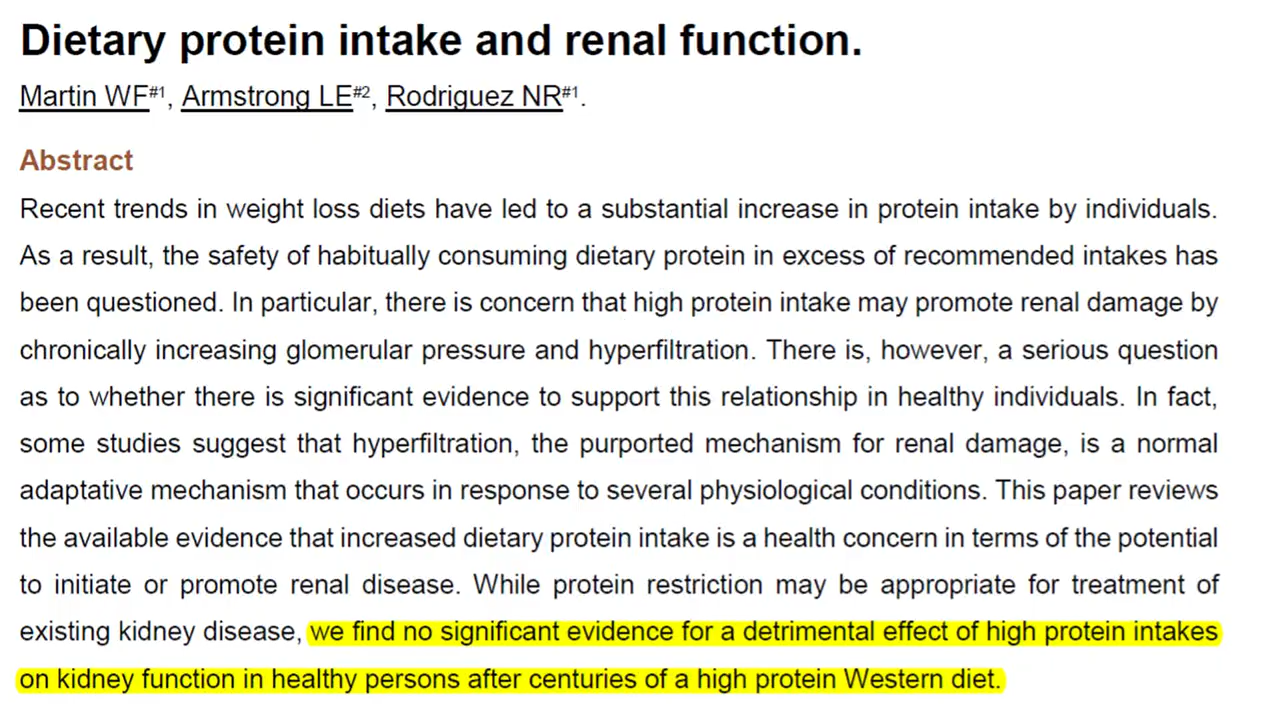 Dietary protein intake and renal function.
Martin WF#1, Armstrong LE#2, Rodriguez NR#1.
Abstract
Recent trends in weight loss diets have led to a substantial increase in protein intake by individuals.
As a result, the safety of habitually consuming dietary protein in excess of recommended intakes has
been questioned. In particular, there is concern that high protein intake may promote renal damage by
chronically increasing glomerular pressure and hyperfiltration. There is, however, a serious question
as to whether there is significant evidence to support this relationship in healthy individuals. In fact,
some studies suggest that hyperfiltration, the purported mechanism for renal damage, is a normal
adaptative mechanism that occurs in response to several physiological conditions. This paper reviews
the available evidence that increased dietary protein intake is a health concern in terms of the potential
to initiate or promote renal disease. While protein restriction may be appropriate for treatment of
existing kidney disease, we find no significant evidence for a detrimental effect of high protein intakes
on kidney function in healthy persons after centuries of a high protein Western diet.